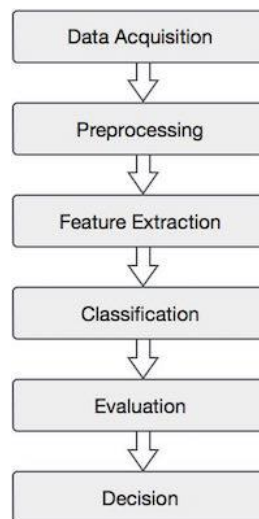 Data Acquisition
Preprocessing
Feature Extraction
Classification
Evaluation
Decision